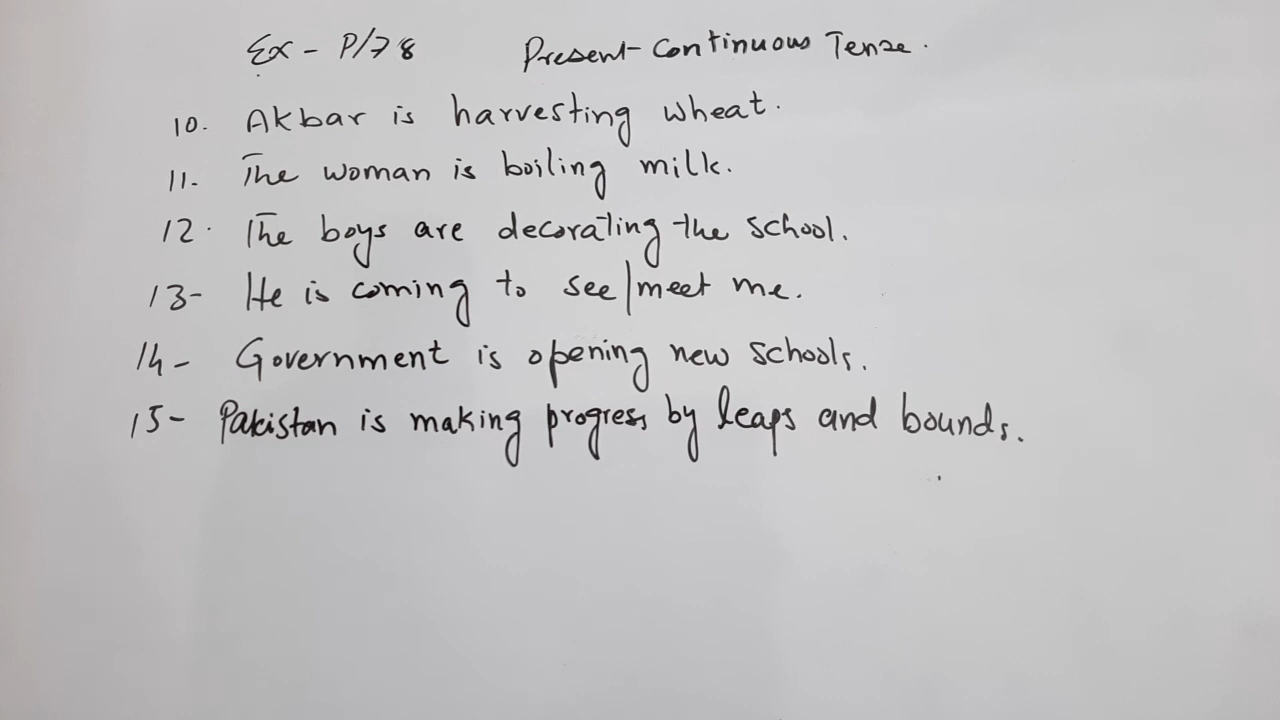 Ex - P/78 Present Continuous Tense.
10. Akbar is harvesting wheat.
11. The woman is boiling milk.
12. The boys are decorating the school.
13- He is coming to see/meet me.
14- Government is opening new schools.
15- Pakistan is making progress by leaps and bounds.